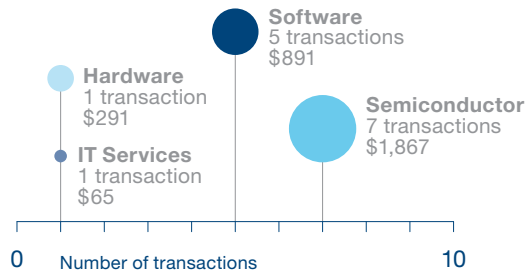 Software
5 transactions
$891
Hardware
1 transaction
$291
Semiconductor
7 transactions
$1,867
IT Services
1 transaction
$65
0
10
Number of transactions